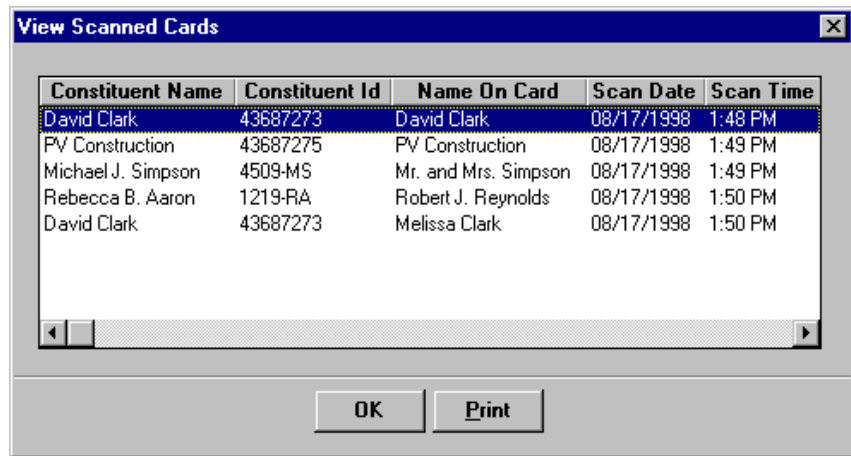 View Scanned Cards
Constituent Name Constituent Id Name On Card Scan Date Scan Time
David Clark 43687273 David Clark 08/17/1998 1:48 PM
PV Construction 43687275 PV Construction 08/17/1998 1:49 PM
Michael J. Simpson 4509-MS Mr. and Mrs. Simpson 08/17/1998 1:49 PM
Rebecca B. Aaron 1219-RA Robert J. Reynolds 08/17/1998 1:50 PM
David Clark 43687273 Melissa Clark 08/17/1998 1:50 PM
OK Print